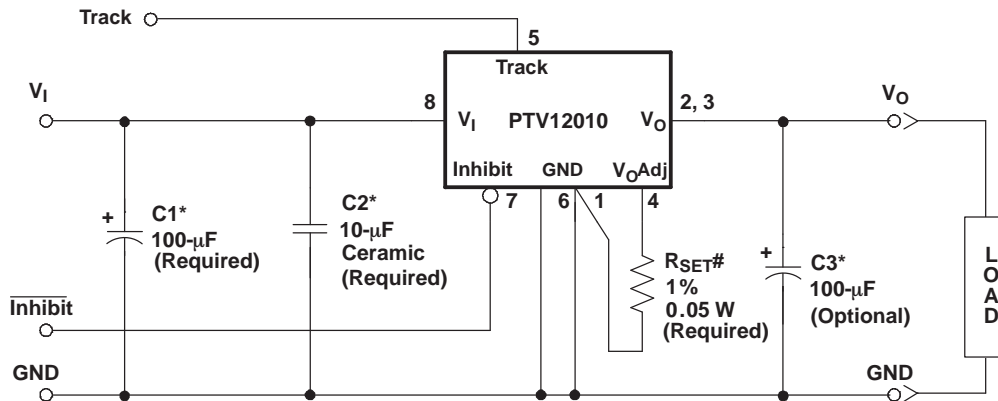 Track
5
Track
V_I
8
V_I
PTV12010
V_O
2, 3
V_O
Inhibit
GND
V_OAdj
7
6
1
4
+
C1*
100-μF
(Required)
C2*
10-μF
Ceramic
(Required)
R_SET#
1%
0.05 W
(Required)
+
C3*
100-μF
(Optional)
LOAD
Inhibit
GND
GND